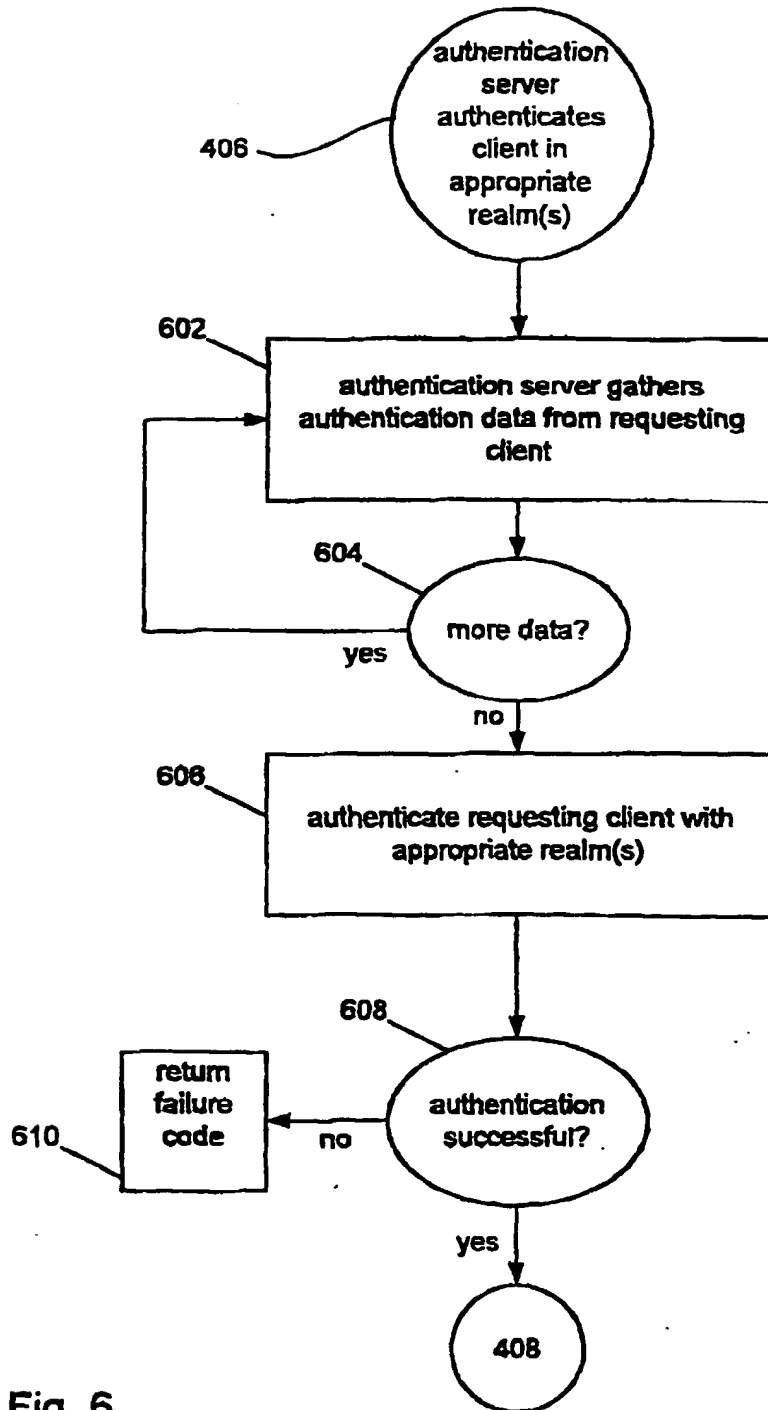 authentication
server
authenticates
client in
appropriate
realm(s)
406
602
authentication server gathers
authentication data from requesting
client
604
more data?
yes
no
606
authenticate requesting client with
appropriate realm(s)
608
authentication
successful?
return
failure
code
610
no
yes
408
Fig. 6